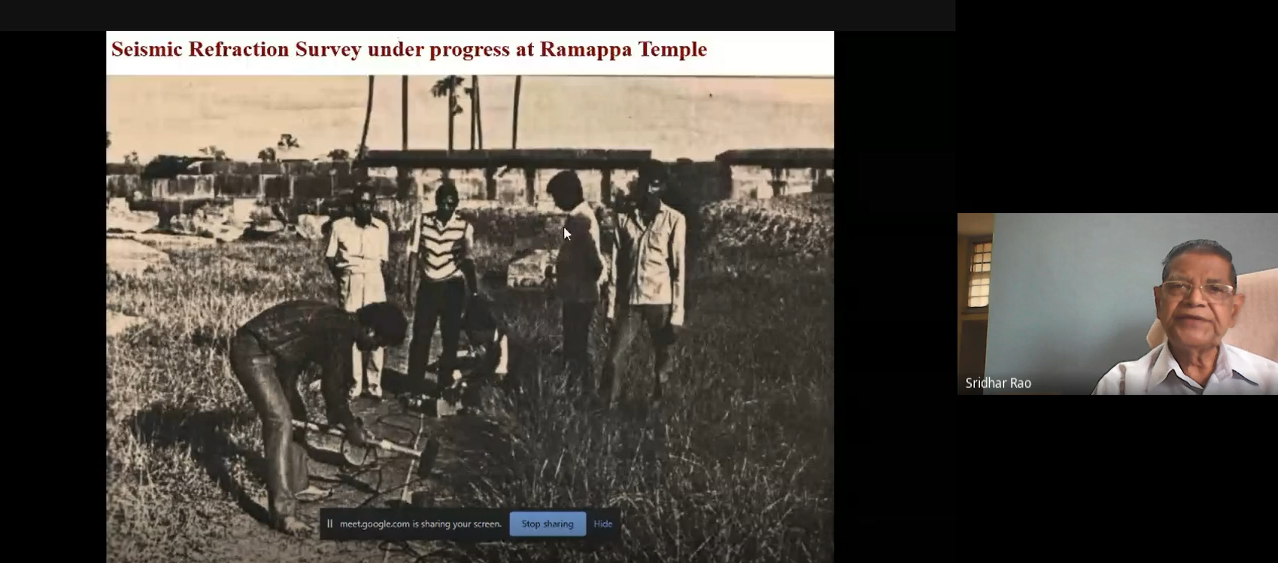 Seismic Refraction Survey under progress at Ramappa Temple
Sridhar Rao
meet.google.com is sharing your screen.
Stop sharing
Hide